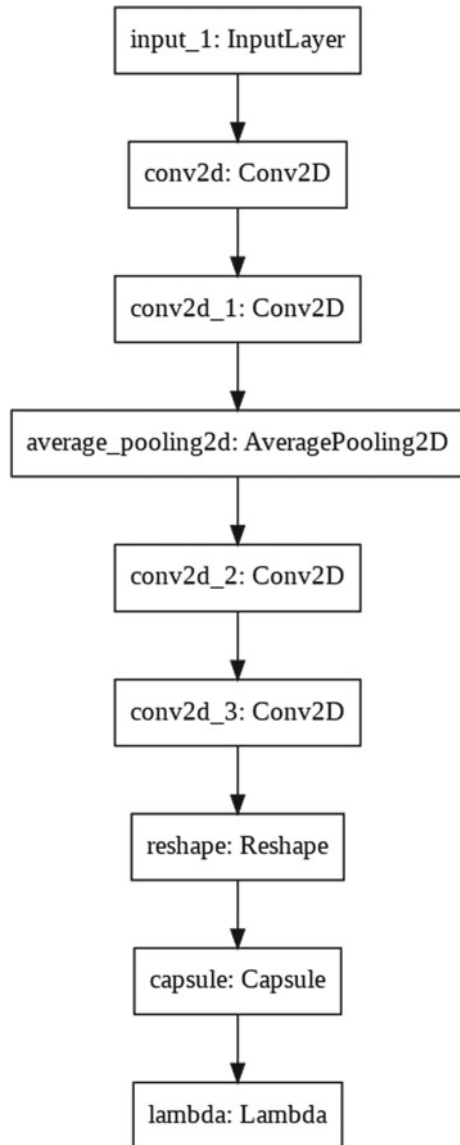 input_1: InputLayer
conv2d: Conv2D
conv2d_1: Conv2D
average_pooling2d: AveragePooling2D
conv2d_2: Conv2D
conv2d_3: Conv2D
reshape: Reshape
capsule: Capsule
lambda: Lambda